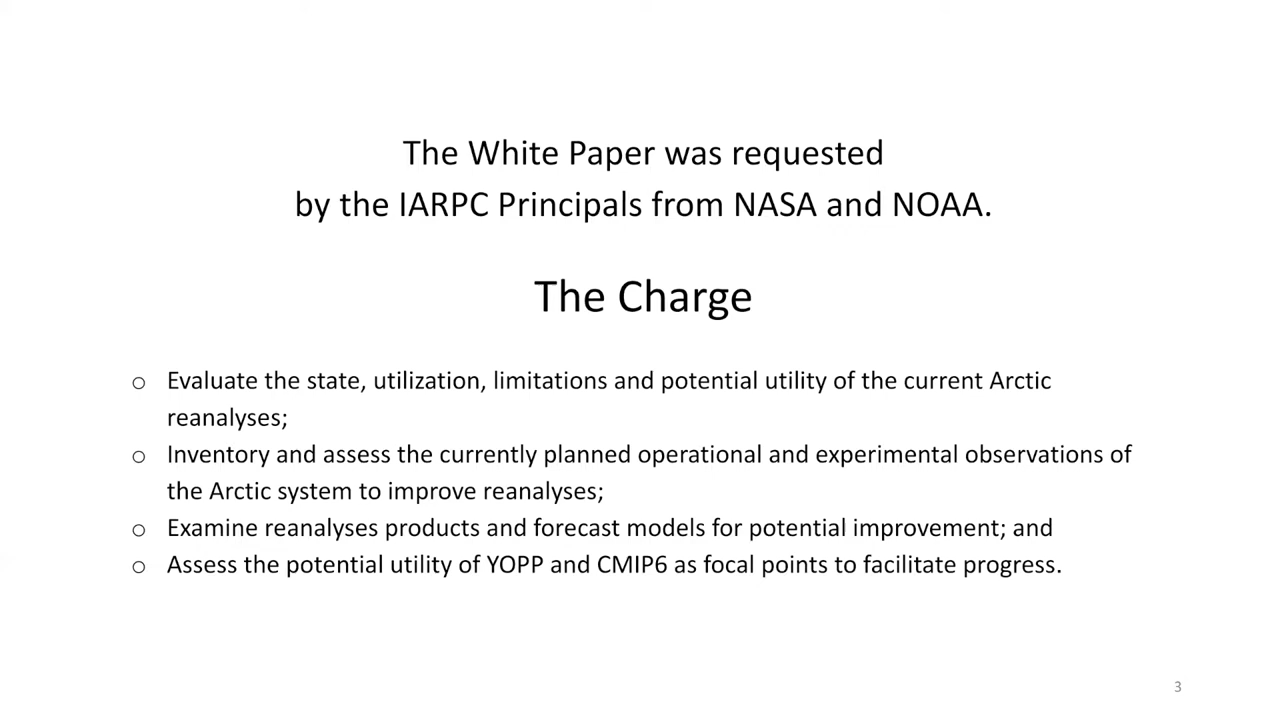 The White Paper was requested
by the IARPC Principals from NASA and NOAA.
The Charge
o Evaluate the state, utilization, limitations and potential utility of the current Arctic
reanalyses;
o Inventory and assess the currently planned operational and experimental observations of
the Arctic system to improve reanalyses;
o Examine reanalyses products and forecast models for potential improvement; and
o Assess the potential utility of YOPP and CMIP6 as focal points to facilitate progress.
3